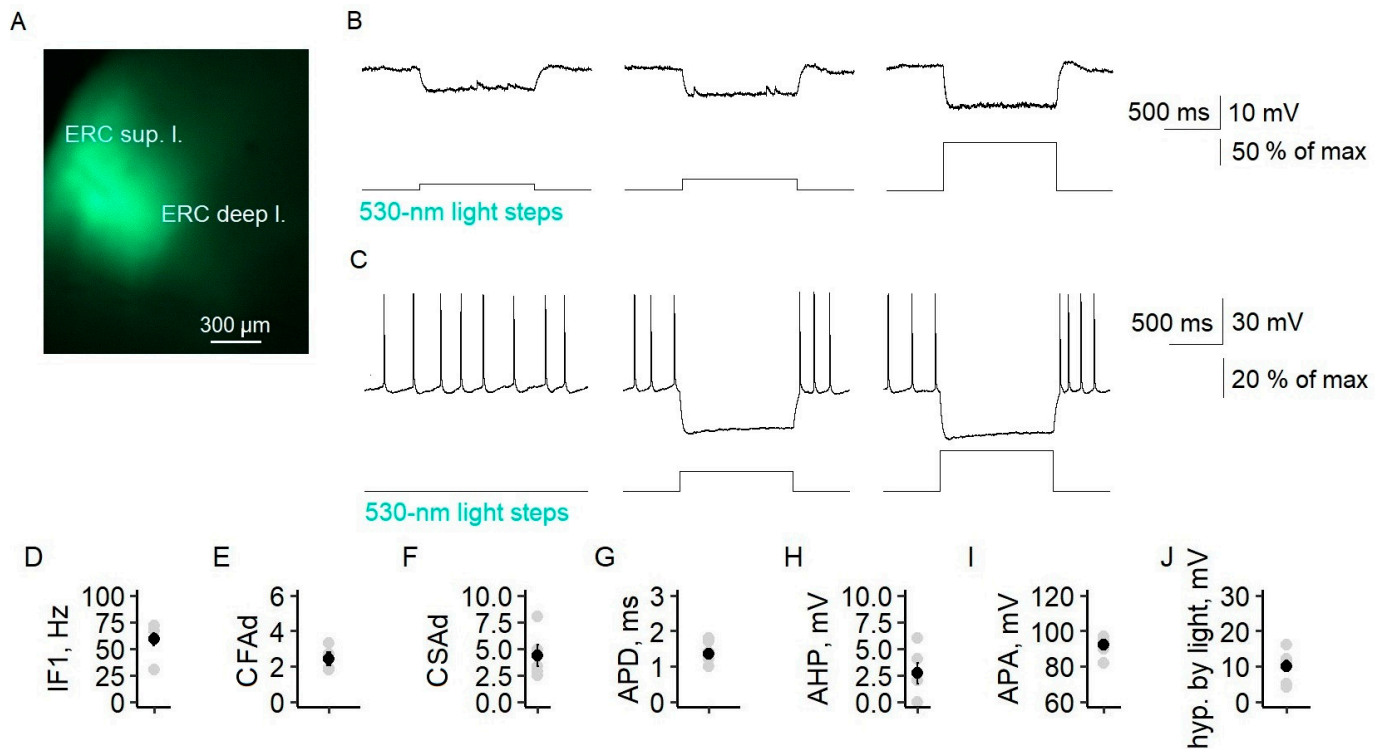 A
ERC sup. l.
ERC deep l.
300 µm
B
500 ms 10 mV
50 % of max
530-nm light steps
C
500 ms 30 mV
20 % of max
530-nm light steps
D
IF1, Hz
100
75
50
25
0
E
CFAd
6
4
2
0
F
CSAd
10.0
7.5
5.0
2.5
0.0
G
APD, ms
3
2
1
0
H
AHP, mV
10.0
7.5
5.0
2.5
0.0
I
APA, mV
120
100
80
60
J
hyp. by light, mV
30
20
10
0